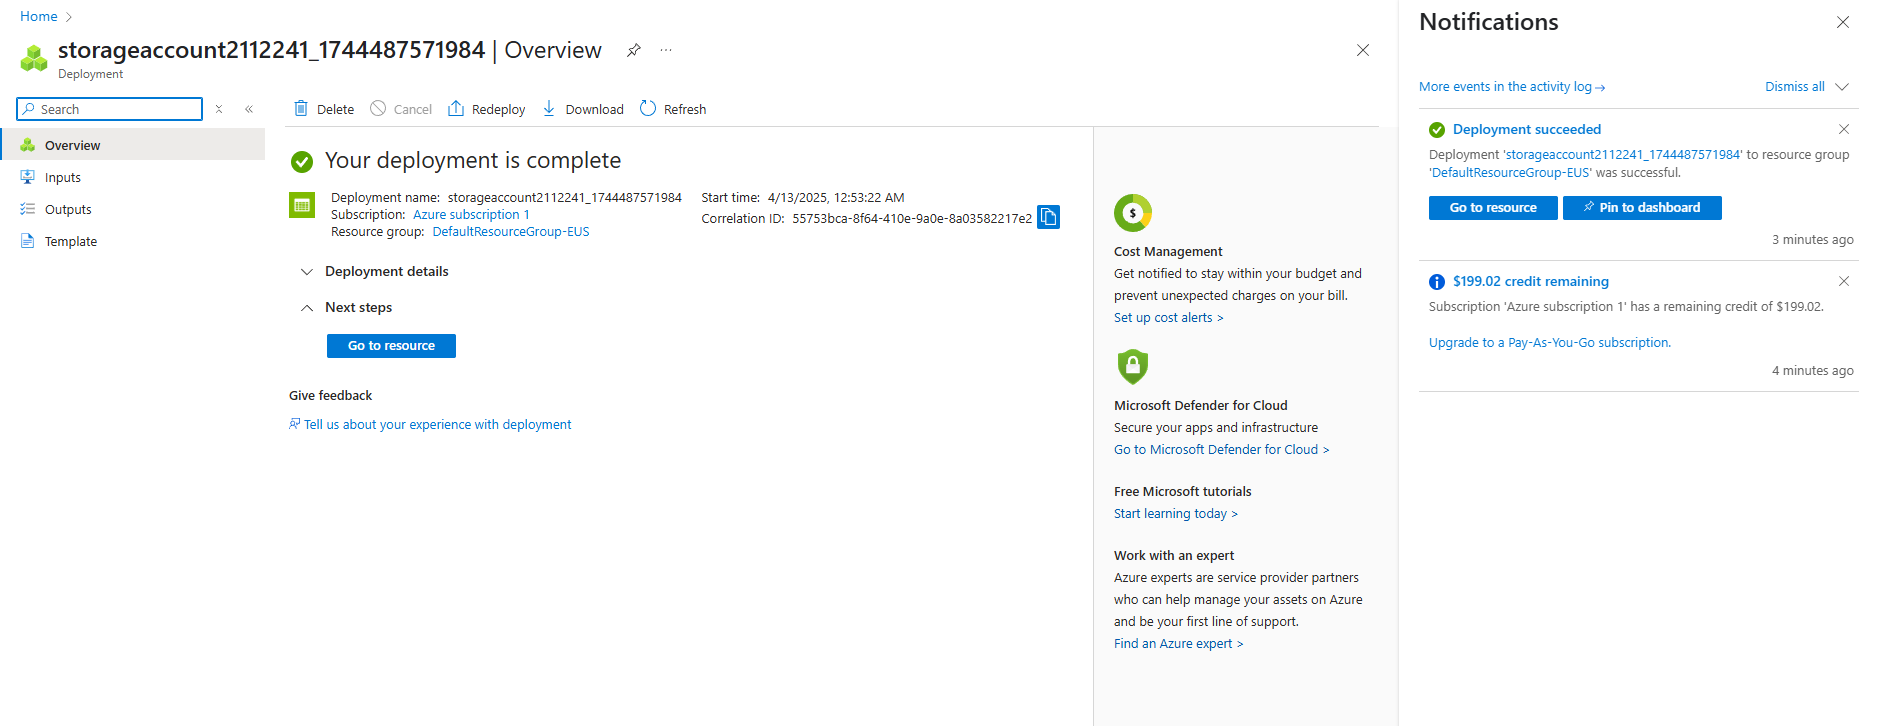 Home
storageaccount2112241_1744487571984 | Overview
Deployment
Search
Overview
Inputs
Outputs
Template
Delete
Cancel
Redeploy
Download
Refresh
Your deployment is complete
Deployment name: storageaccount2112241_1744487571984
Subscription: Azure subscription 1
Resource group: DefaultResourceGroup-EUS
Start time: 4/13/2025, 12:53:22 AM
Correlation ID: 55753bca-8f64-410e-9a0e-8a03582217e2
Deployment details
Next steps
Go to resource
Give feedback
Tell us about your experience with deployment
Cost Management
Get notified to stay within your budget and
prevent unexpected charges on your bill.
Set up cost alerts >
Microsoft Defender for Cloud
Secure your apps and infrastructure
Go to Microsoft Defender for Cloud >
Free Microsoft tutorials
Start learning today >
Work with an expert
Azure experts are service provider partners
who can help manage your assets on Azure
and be your first line of support.
Find an Azure expert >
Notifications
More events in the activity log →
Dismiss all
Deployment succeeded
Deployment 'storageaccount2112241_1744487571984' to resource group
'DefaultResourceGroup-EUS' was successful.
Go to resource
Pin to dashboard
3 minutes ago
$199.02 credit remaining
Subscription 'Azure subscription 1' has a remaining credit of $199.02.
Upgrade to a Pay-As-You-Go subscription.
4 minutes ago